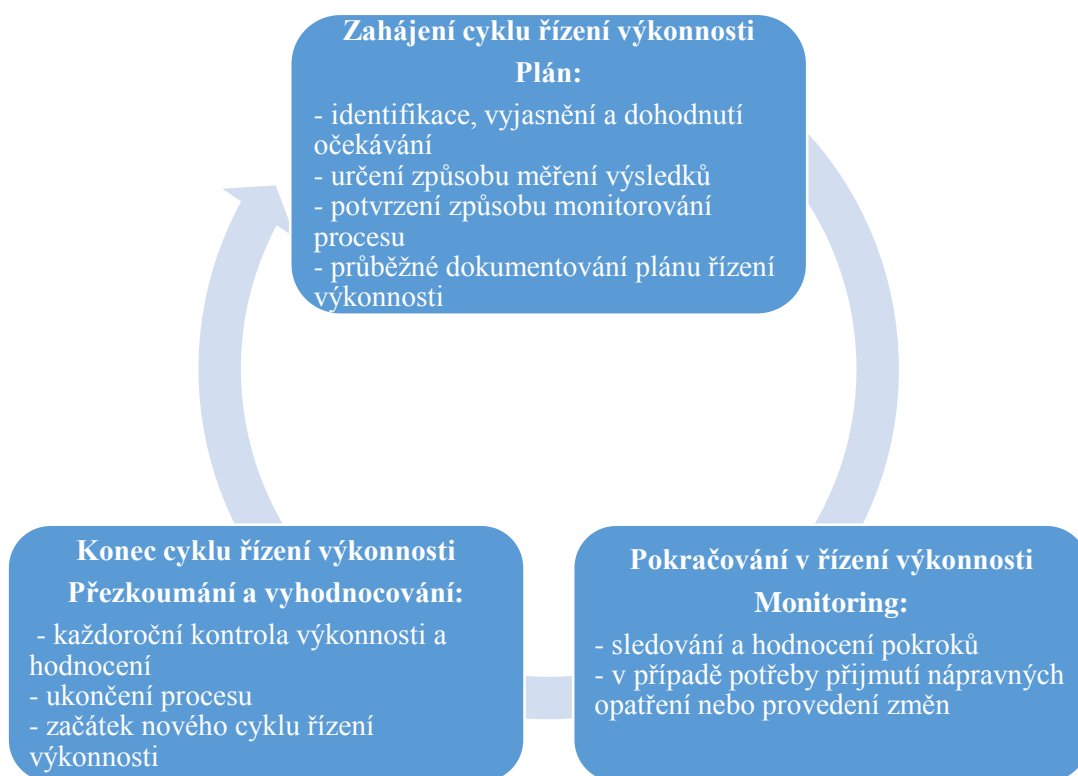 Zahájení cyklu řízení výkonnosti
Plán:
- identifikace, vyjasnění a dohodnutí
očekávání
- určení způsobu měření výsledků
- potvrzení způsobu monitorování
procesu
- průběžné dokumentování plánu řízení
výkonnosti
Pokračování v řízení výkonnosti
Monitoring:
- sledování a hodnocení pokroků
- v případě potřeby přijmutí nápravných
opatření nebo provedení změn
Konec cyklu řízení výkonnosti
Přezkoumání a vyhodnocování:
- každoroční kontrola výkonnosti a
hodnocení
- ukončení procesu
- začátek nového cyklu řízení
výkonnosti